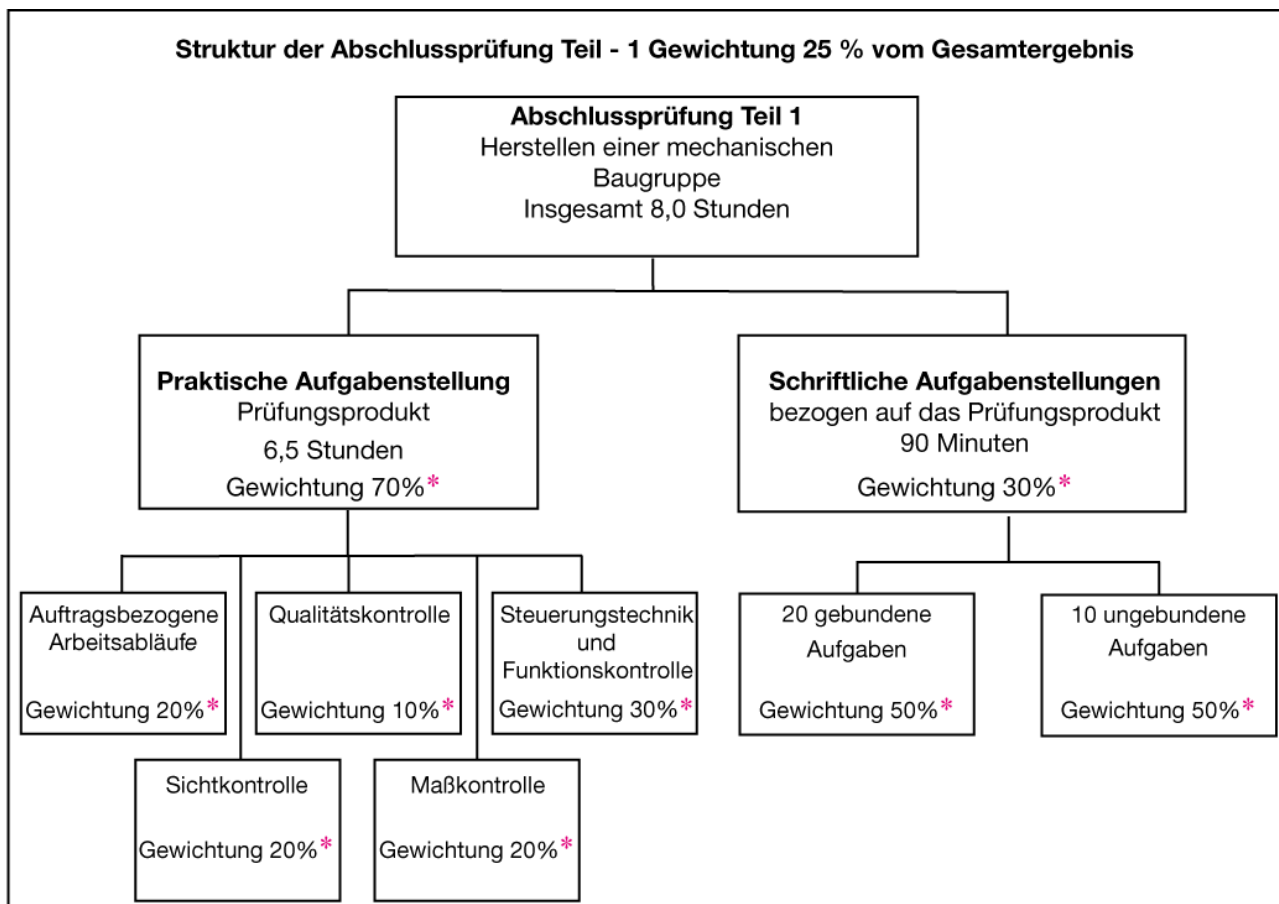 Struktur der Abschlussprüfung Teil - 1 Gewichtung 25 % vom Gesamtergebnis
Abschlussprüfung Teil 1
Herstellen einer mechanischen
Baugruppe
Insgesamt 8,0 Stunden
Praktische Aufgabenstellung
Prüfungsprodukt
6,5 Stunden
Gewichtung 70%*
Schriftliche Aufgabenstellungen
bezogen auf das Prüfungsprodukt
90 Minuten
Gewichtung 30%*
Auftragsbezogene
Arbeitsabläufe
Gewichtung 20%*
Qualitätskontrolle
Gewichtung 10%*
Steuerungstechnik
und
Funktionskontrolle
Gewichtung 30%*
20 gebundene
Aufgaben
Gewichtung 50%*
10 ungebundene
Aufgaben
Gewichtung 50%*
Sichtkontrolle
Gewichtung 20%*
Maßkontrolle
Gewichtung 20%*